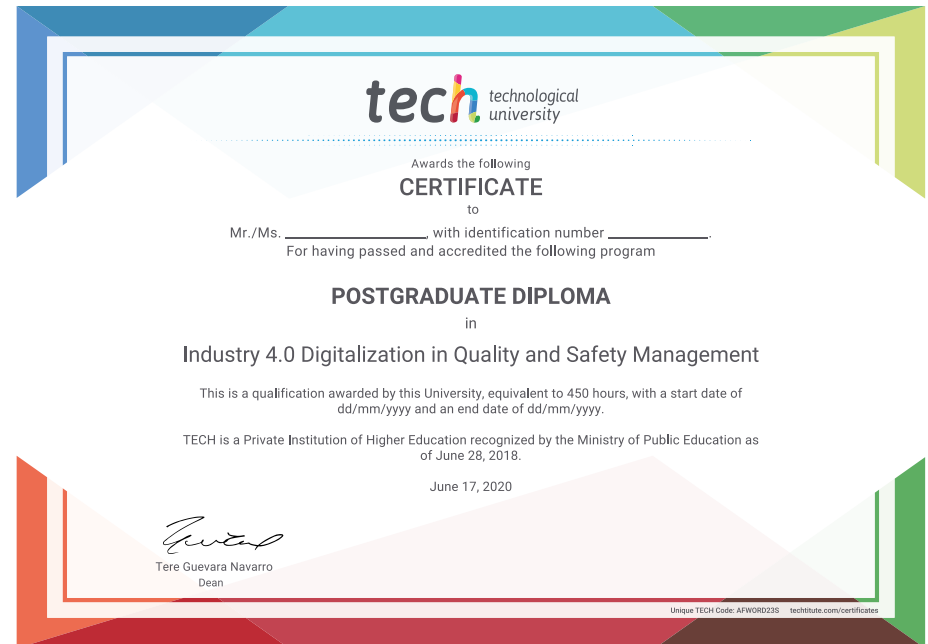 tech technological
university
Awards the following
CERTIFICATE
to
Mr./Ms. ____________, with identification number ____________.
For having passed and accredited the following program
POSTGRADUATE DIPLOMA
in
Industry 4.0 Digitalization in Quality and Safety Management
This is a qualification awarded by this University, equivalent to 450 hours, with a start date of
dd/mm/yyyy and an end date of dd/mm/yyyy.
TECH is a Private Institution of Higher Education recognized by the Ministry of Public Education as
of June 28, 2018.
June 17, 2020
Tere Guevara Navarro
Dean
Unique TECH Code: AFWORD23S techtitute.com/certificates